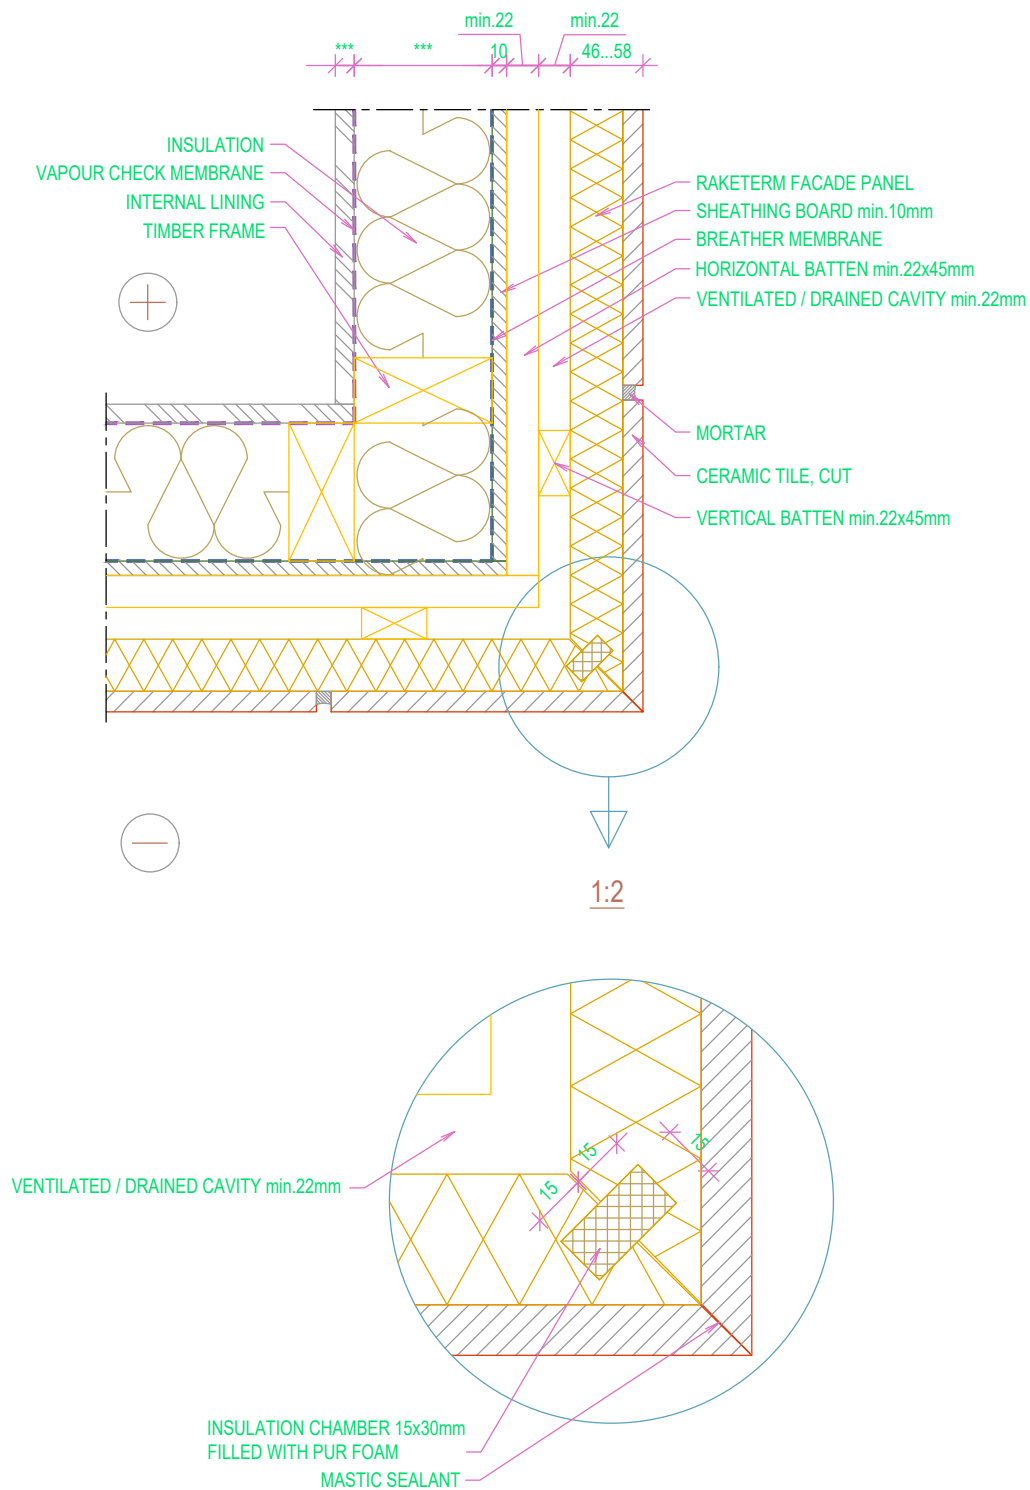 min.22
min.22
***
***
10
46...58
INSULATION
VAPOUR CHECK MEMBRANE
INTERNAL LINING
TIMBER FRAME
RAKETERM FACADE PANEL
SHEATHING BOARD min.10mm
BREATHER MEMBRANE
HORIZONTAL BATTEN min.22x45mm
VENTILATED / DRAINED CAVITY min.22mm
MORTAR
CERAMIC TILE, CUT
VERTICAL BATTEN min.22x45mm
1:2
15
15
15
VENTILATED / DRAINED CAVITY min.22mm
INSULATION CHAMBER 15x30mm
FILLED WITH PUR FOAM
MASTIC SEALANT